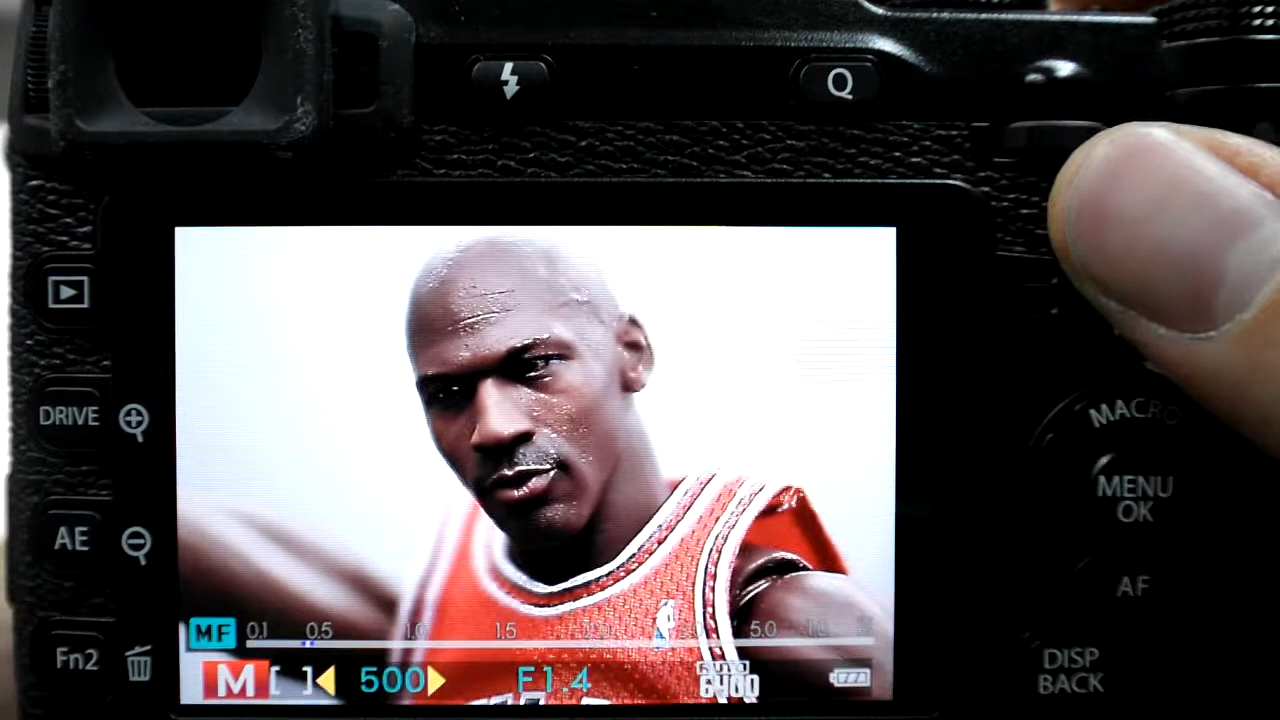 Q
DRIVE
MACRO
MENU
OK
AE
AF
Fn2
DISP
BACK
MF 0.1 0.5 1.0 1.5 5.0
M [ ] 500 F1.4 AUTO
6400